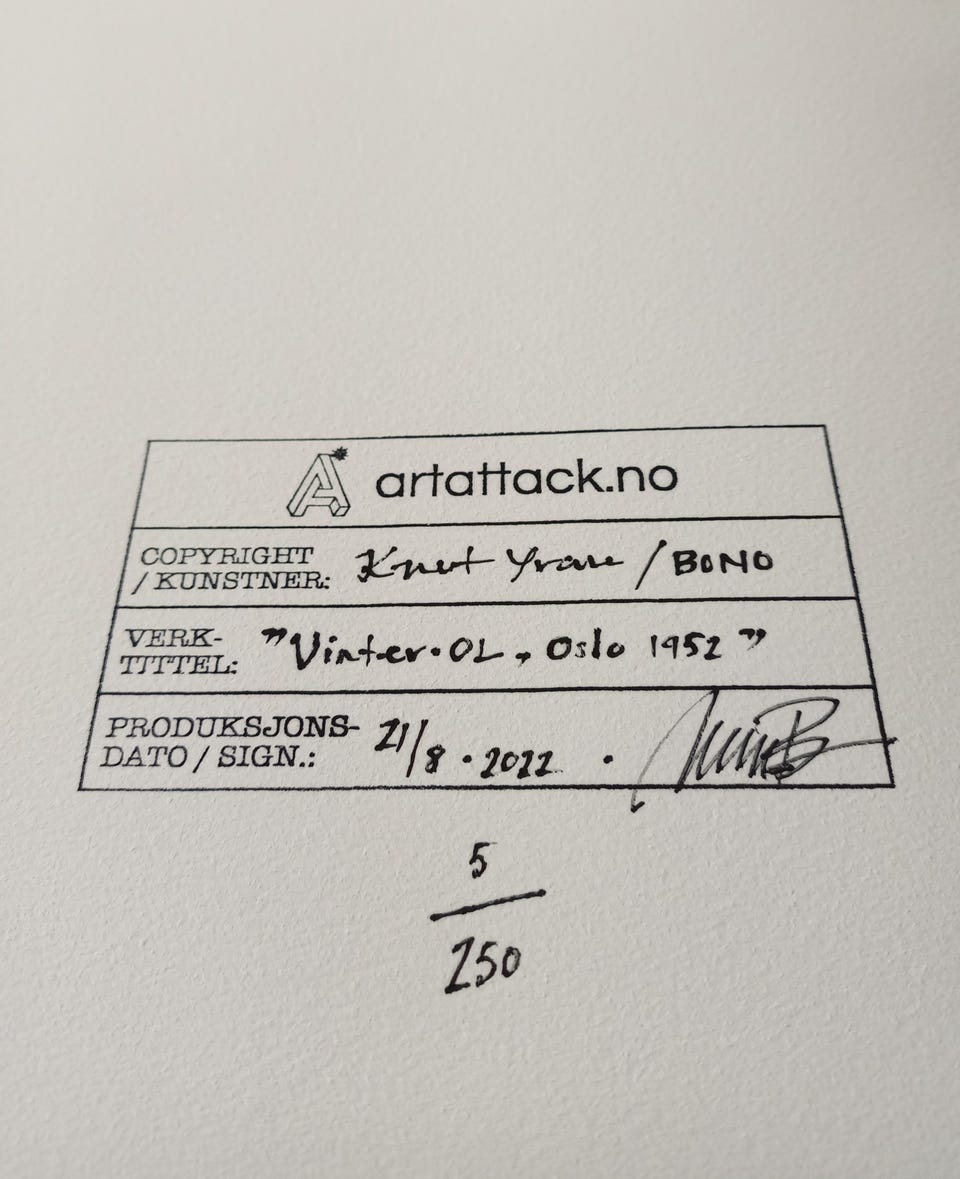 artattack.no
COPYRIGHT
/ KUNSTNER: Knut Yran / BONO
VERK-
TITTEL: "Vinter-OL, Oslo 1952"
PRODUKSJONS-
DATO / SIGN.: 21/8 • 2022 •
5
250